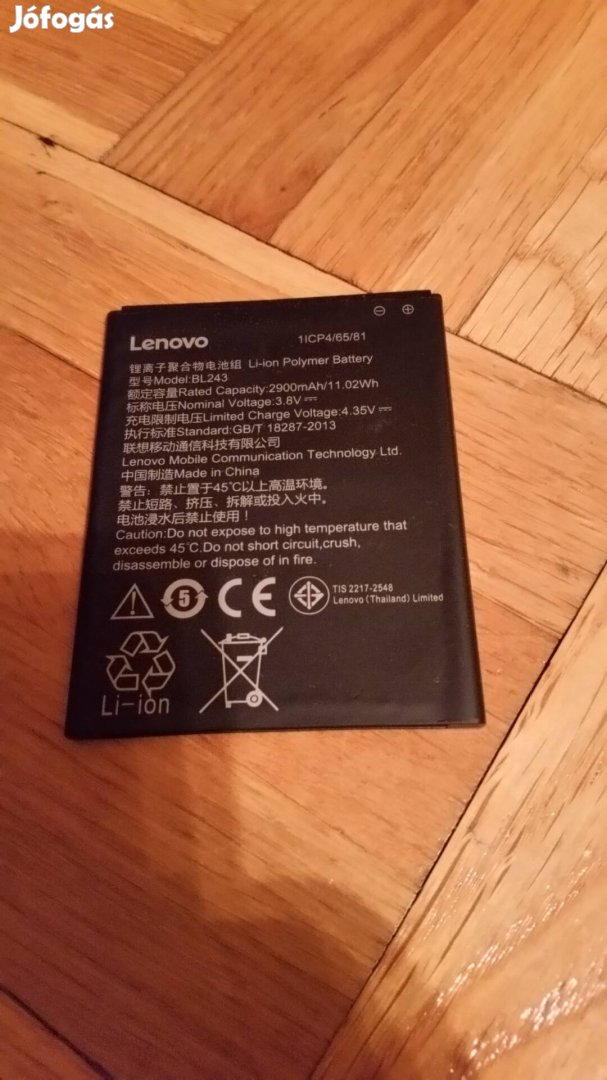 Jófogás
Lenovo
1ICP4/65/81
锂离子聚合物电池组 Li-ion Polymer Battery
型号Model:BL243
额定容量Rated Capacity:2900mAh/11.02Wh
标称电压Nominal Voltage:3.8V⎓
充电限制电压Limited Charge Voltage:4.35V⎓
执行标准Standard:GB/T 18287-2013
联想移动通信科技有限公司
Lenovo Mobile Communication Technology Ltd.
中国制造Made in China
警告：禁止置于45℃以上高温环境。
禁止短路、挤压、拆解或投入火中。
电池浸水后禁止使用！
Caution:Do not expose to high temperature that
exceeds 45℃.Do not short circuit,crush,
disassemble or dispose of in fire.
5
CE
TIS 2217-2548
Lenovo (Thailand) Limited
Li-ion